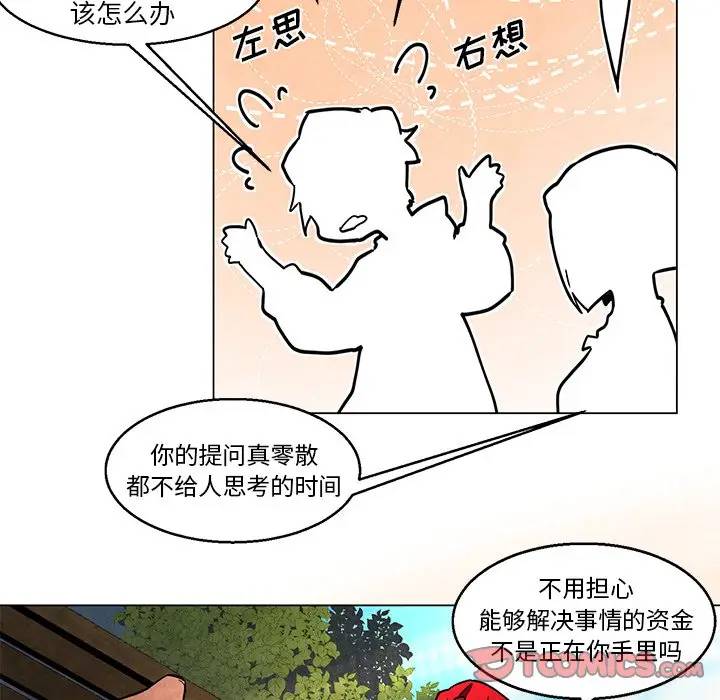 该怎么办
左思
右想
你的提问真零散
都不给人思考的时间
不用担心
能够解决事情的资金
不是正在你手里吗
TOPTOON
TCOMICS.COM